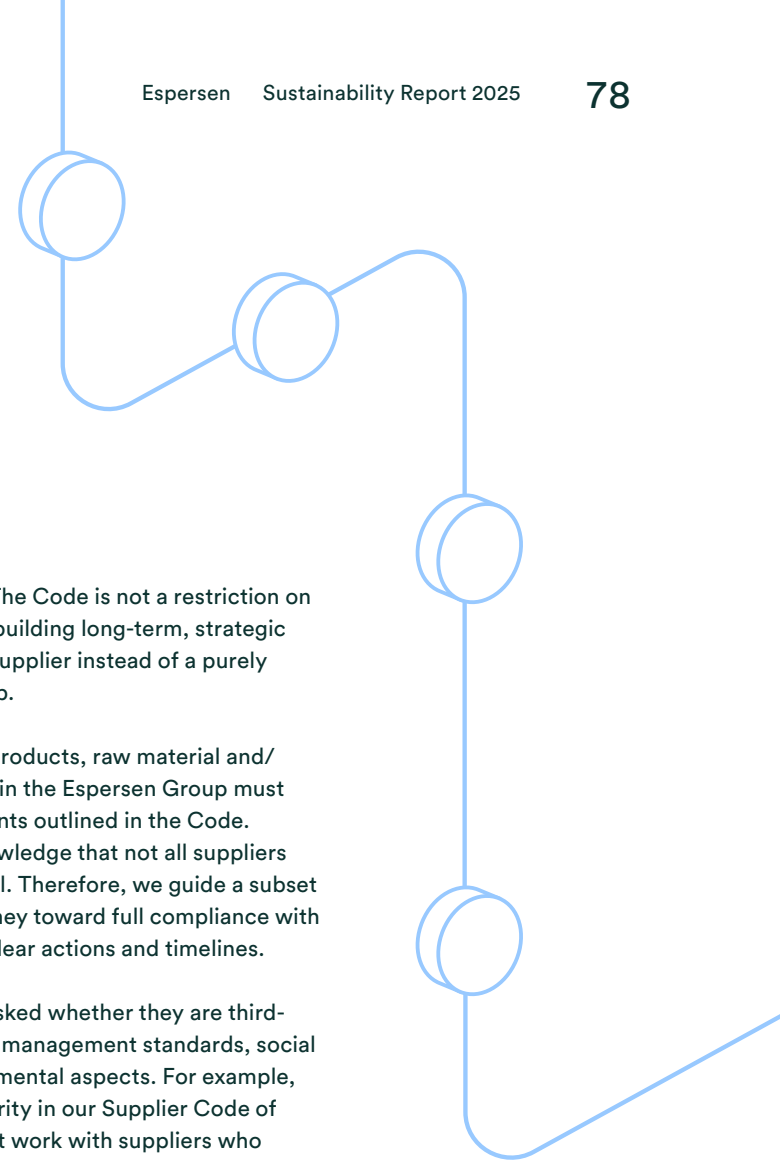 Espersen Sustainability Report 2025 78
The Code is not a restriction on
building long-term, strategic
supplier instead of a purely
p.
products, raw material and/
in the Espersen Group must
nts outlined in the Code.
wledge that not all suppliers
l. Therefore, we guide a subset
ney toward full compliance with
lear actions and timelines.
sked whether they are third-
management standards, social
mental aspects. For example,
rity in our Supplier Code of
t work with suppliers who